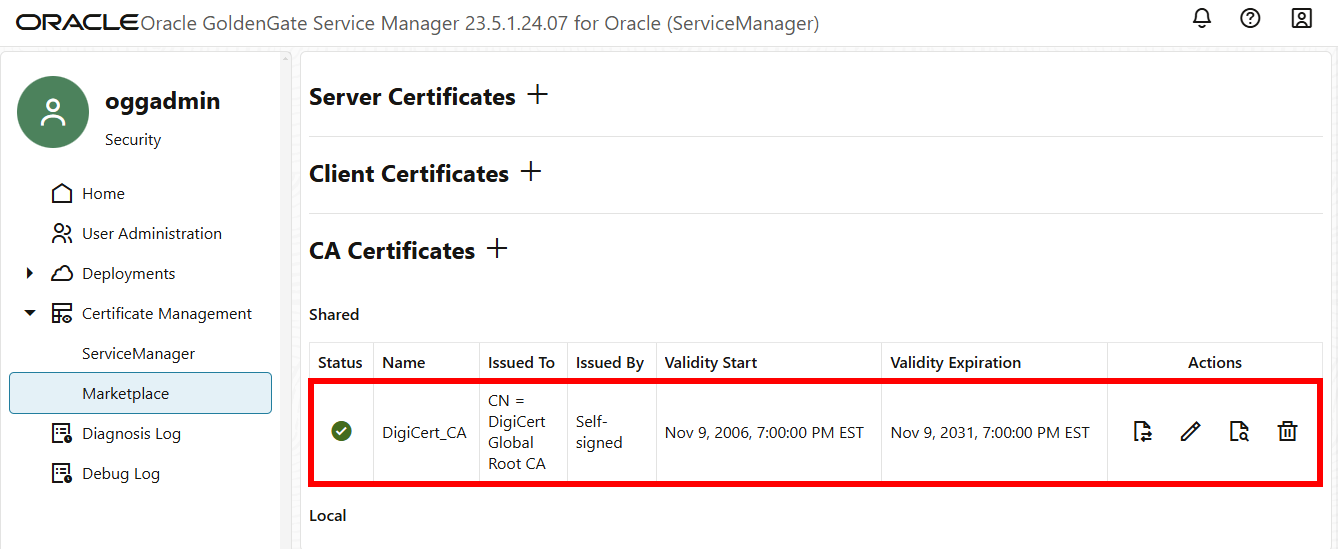 ORACLE Oracle GoldenGate Service Manager 23.5.1.24.07 for Oracle (ServiceManager)
oggadmin
Security
Home
User Administration
Deployments
Certificate Management
ServiceManager
Marketplace
Diagnosis Log
Debug Log
Server Certificates
Client Certificates
CA Certificates
Shared
Status Name Issued To Issued By Validity Start Validity Expiration Actions
DigiCert_CA
CN =
DigiCert
Global
Root CA
Self-
signed
Nov 9, 2006, 7:00:00 PM EST
Nov 9, 2031, 7:00:00 PM EST
Local